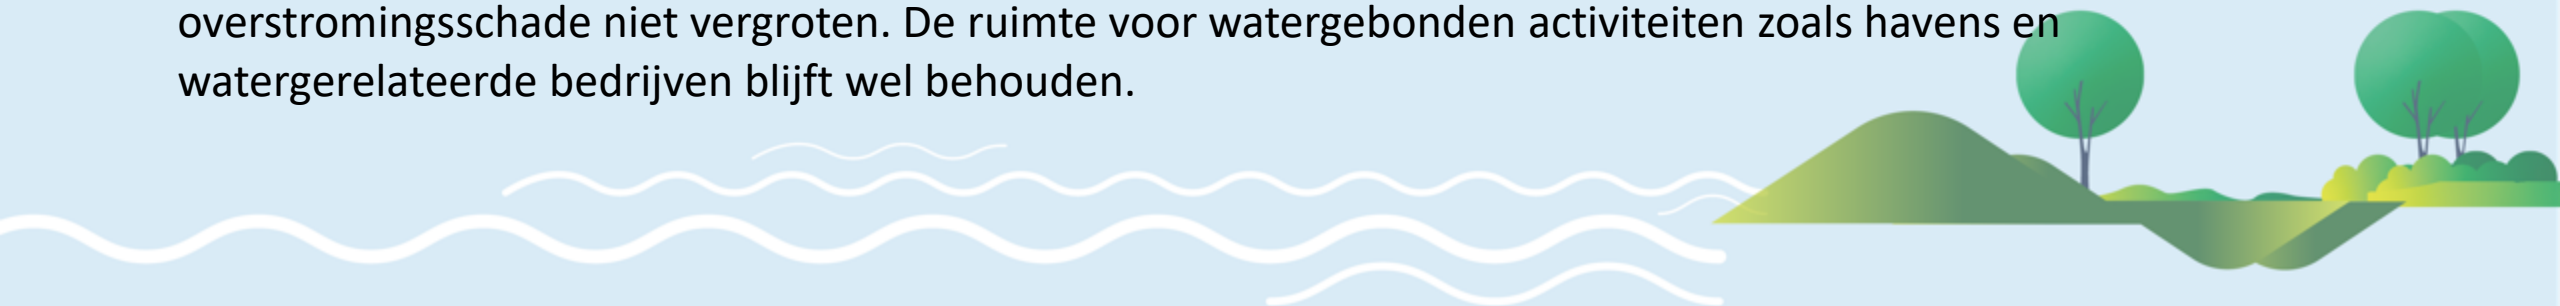 overstromingsschade niet vergroten. De ruimte voor watergebonden activiteiten zoals havens en
watergerelateerde bedrijven blijft wel behouden.